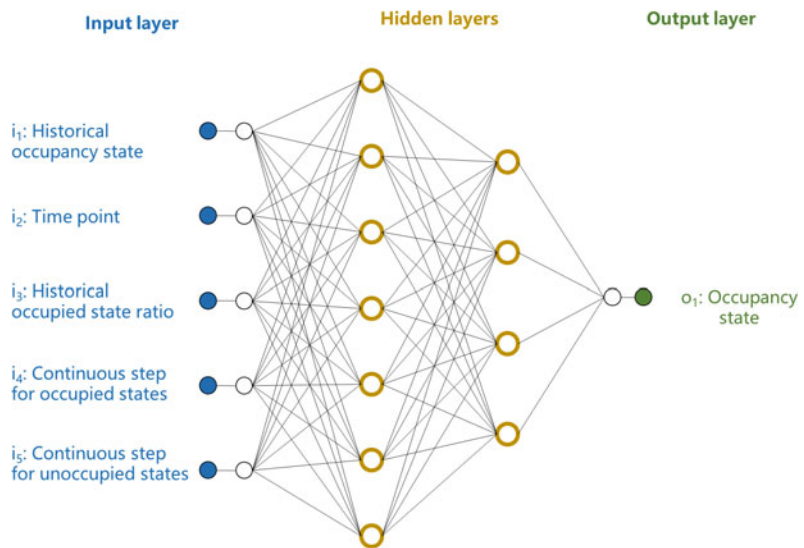 Input layer
Hidden layers
Output layer
i₁: Historical
occupancy state
i₂: Time point
i₃: Historical
occupied state ratio
i₄: Continuous step
for occupied states
i₅: Continuous step
for unoccupied states
o₁: Occupancy
state